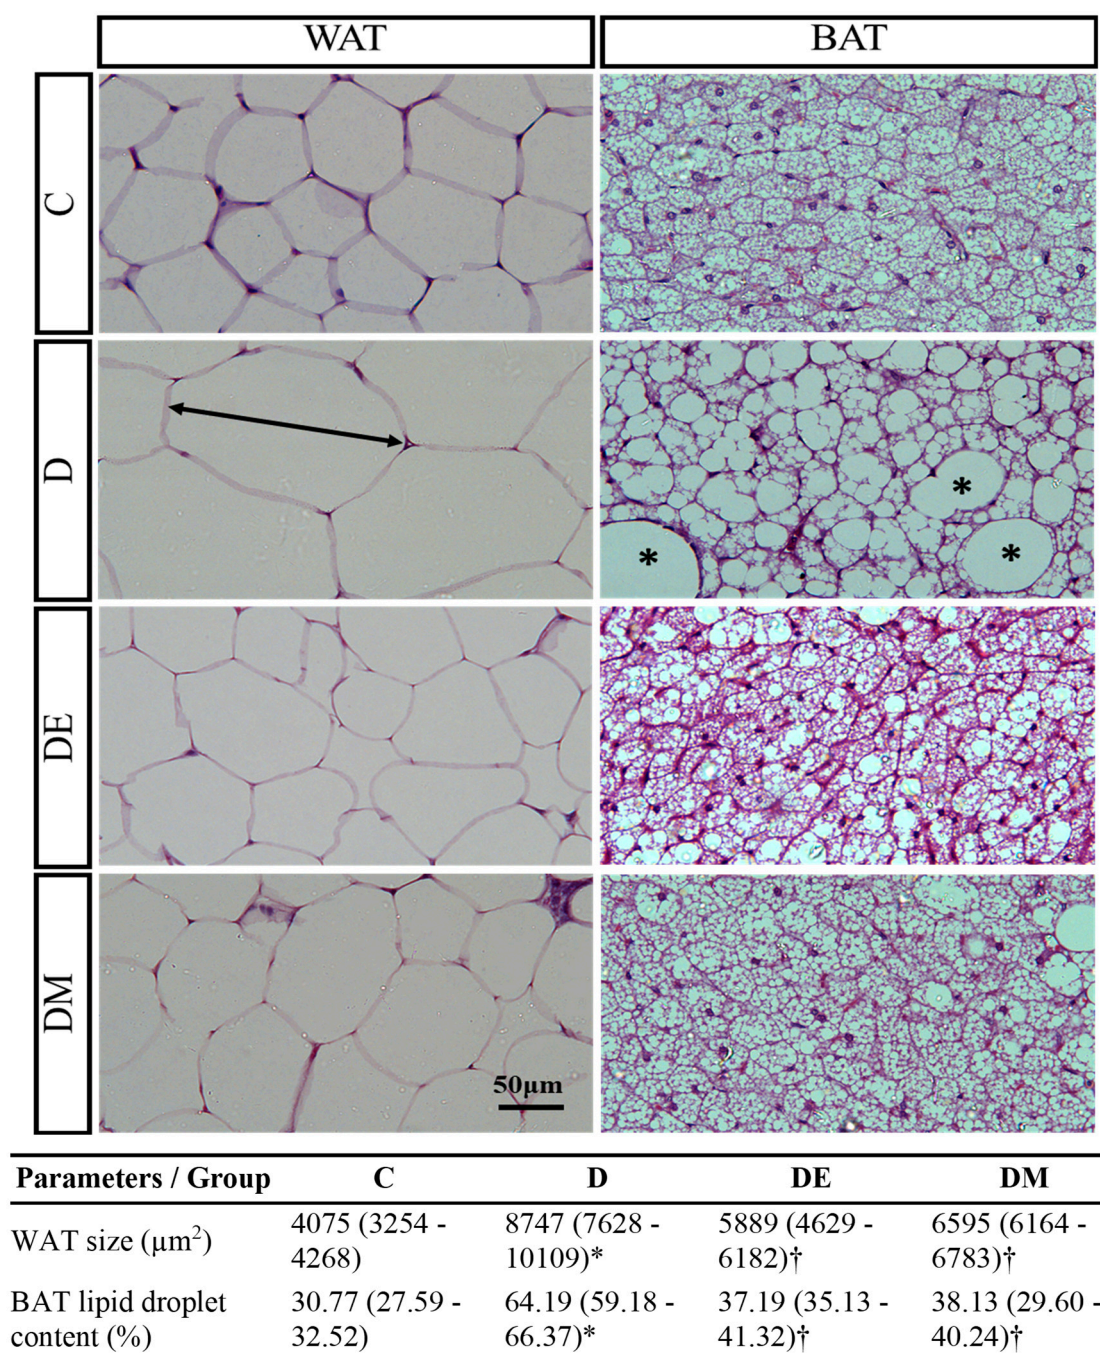 WAT
BAT
C
D
*
*
*
DE
DM
50µm
Parameters / Group C D DE DM
WAT size (µm²) 4075 (3254 - 4268) 8747 (7628 - 10109)* 5889 (4629 - 6182)† 6595 (6164 - 6783)†
BAT lipid droplet content (%) 30.77 (27.59 - 32.52) 64.19 (59.18 - 66.37)* 37.19 (35.13 - 41.32)† 38.13 (29.60 - 40.24)†